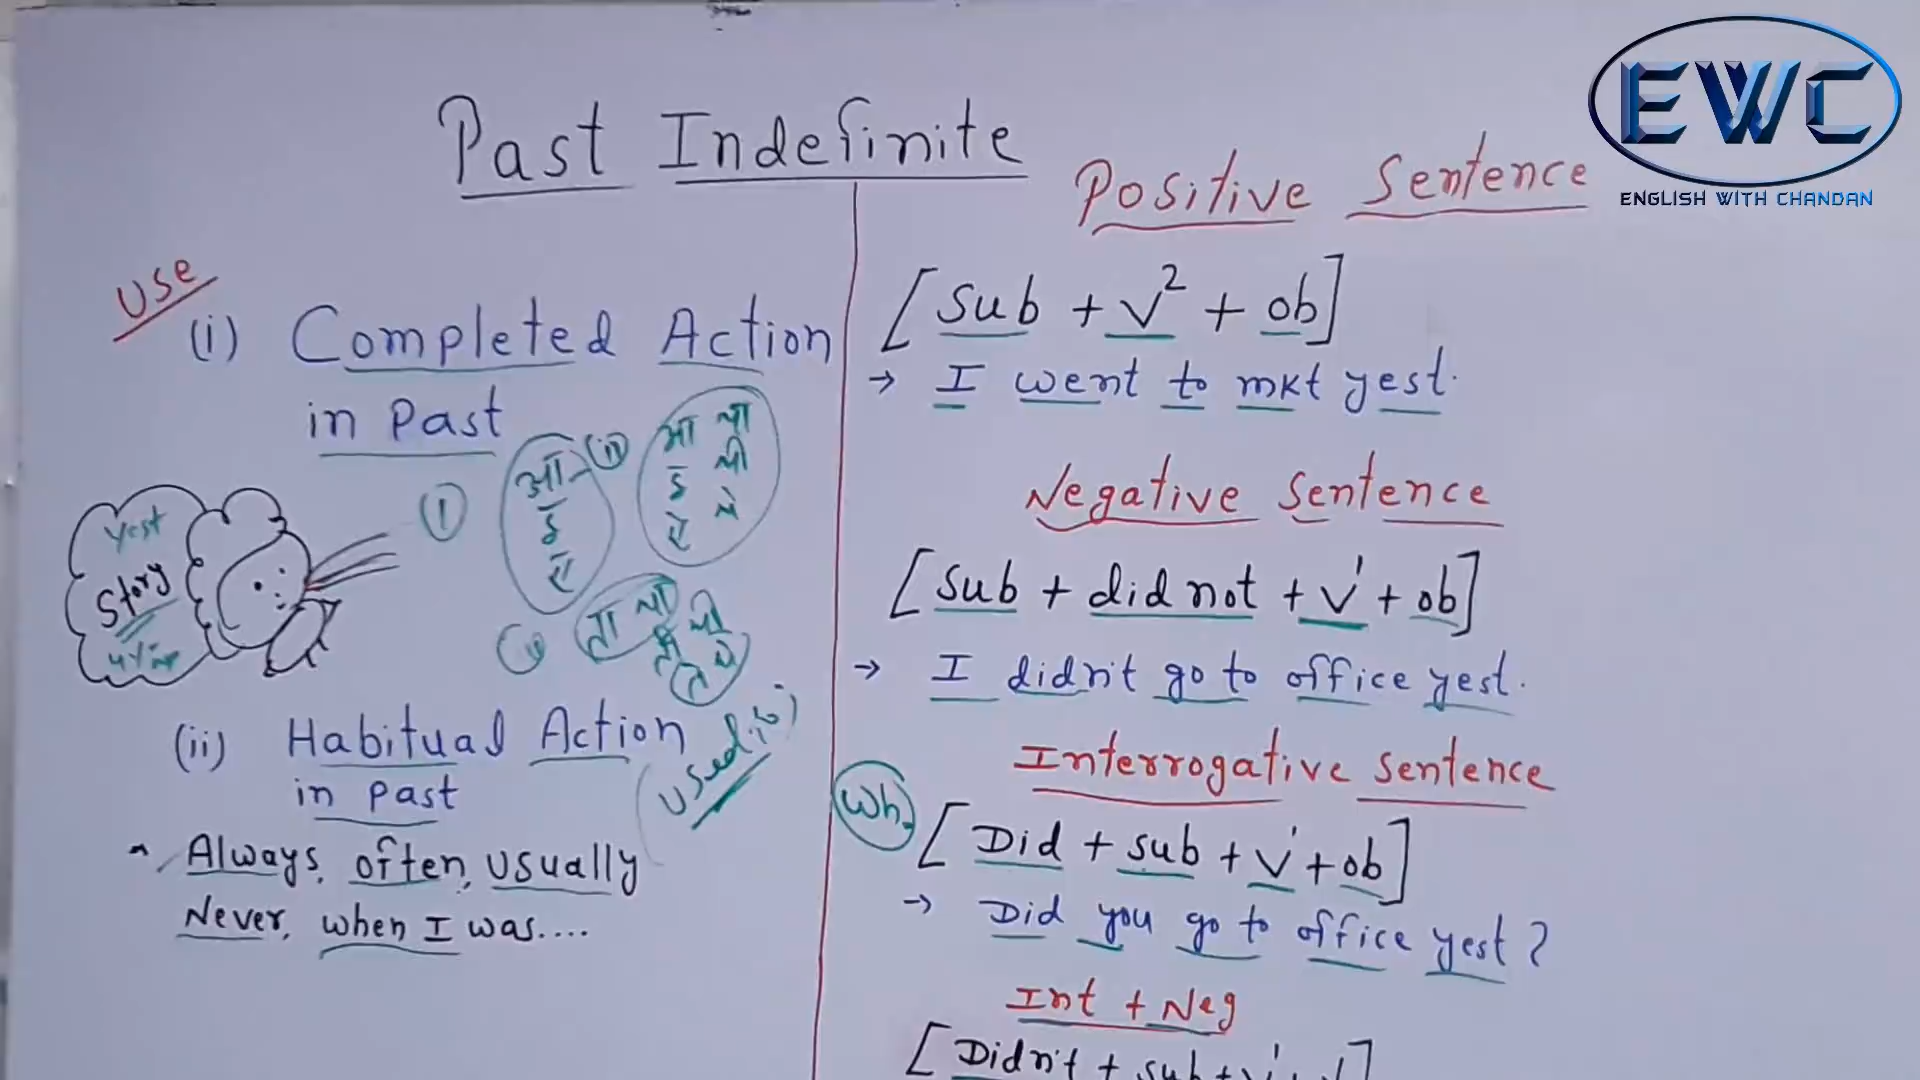 EWC
ENGLISH WITH CHANDAN
Past Indefinite
Use
(i) Completed Action
in Past
yest
Story
(ii) Habitual Action
in past
used to
Always, often, usually
Never, when I was....
Positive Sentence
[Sub + V² + ob]
→ I went to mkt yest.
Negative Sentence
[Sub + did not + V' + ob]
→ I didn't go to office yest.
Interrogative Sentence
Wh.
[Did + sub + V' + ob]
→ Did you go to office yest?
Int + Neg
[Didn't + sub + V'